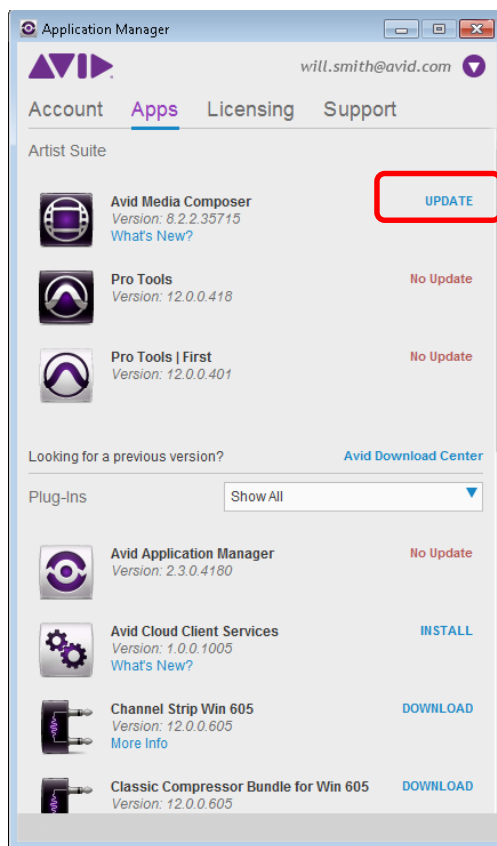 Application Manager
AVID
will.smith@avid.com
Account Apps Licensing Support
Artist Suite
Avid Media Composer
UPDATE
Version: 8.2.2.35715
What's New?
Pro Tools
No Update
Version: 12.0.0.418
Pro Tools | First
No Update
Version: 12.0.0.401
Looking for a previous version?
Avid Download Center
Plug-Ins
Show All
Avid Application Manager
No Update
Version: 2.3.0.4180
Avid Cloud Client Services
INSTALL
Version: 1.0.0.1005
What's New?
Channel Strip Win 605
DOWNLOAD
Version: 12.0.0.605
More Info
Classic Compressor Bundle for Win 605
DOWNLOAD
Version: 12.0.0.605